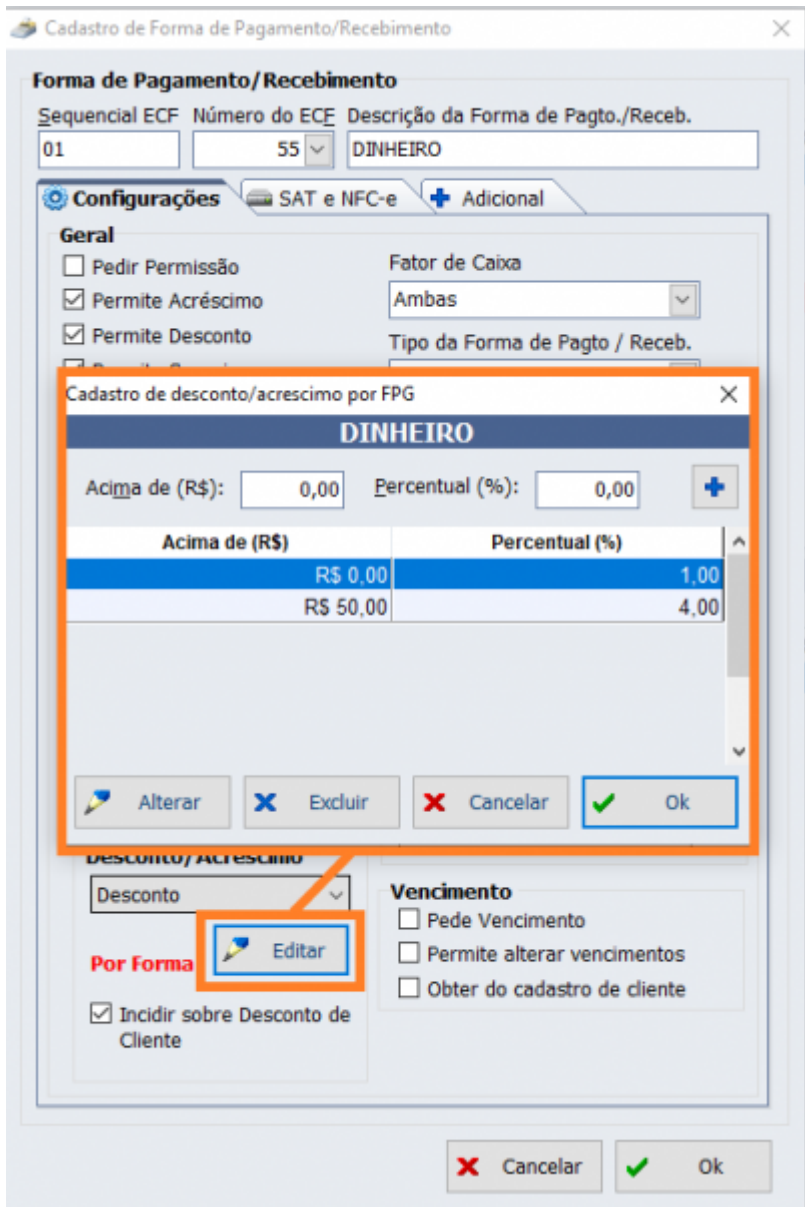 Cadastro de Forma de Pagamento/Recebimento
Forma de Pagamento/Recebimento
Sequencial ECF Número do ECF Descrição da Forma de Pagto./Receb.
01 55 DINHEIRO
Configurações SAT e NFC-e Adicional
Geral
Pedir Permissão
Fator de Caixa
Permite Acréscimo
Ambas
Permite Desconto
Tipo da Forma de Pagto / Receb.
Cadastro de desconto/acrescimo por FPG
DINHEIRO
Acima de (R$): 0,00 Percentual (%): 0,00
Acima de (R$) Percentual (%)
R$ 0,00 1,00
R$ 50,00 4,00
Alterar Excluir Cancelar Ok
Desconto/Acréscimo
Desconto
Vencimento
Pede Vencimento
Editar
Permite alterar vencimentos
Por Forma
Obter do cadastro de cliente
Incidir sobre Desconto de
Cliente
Cancelar Ok